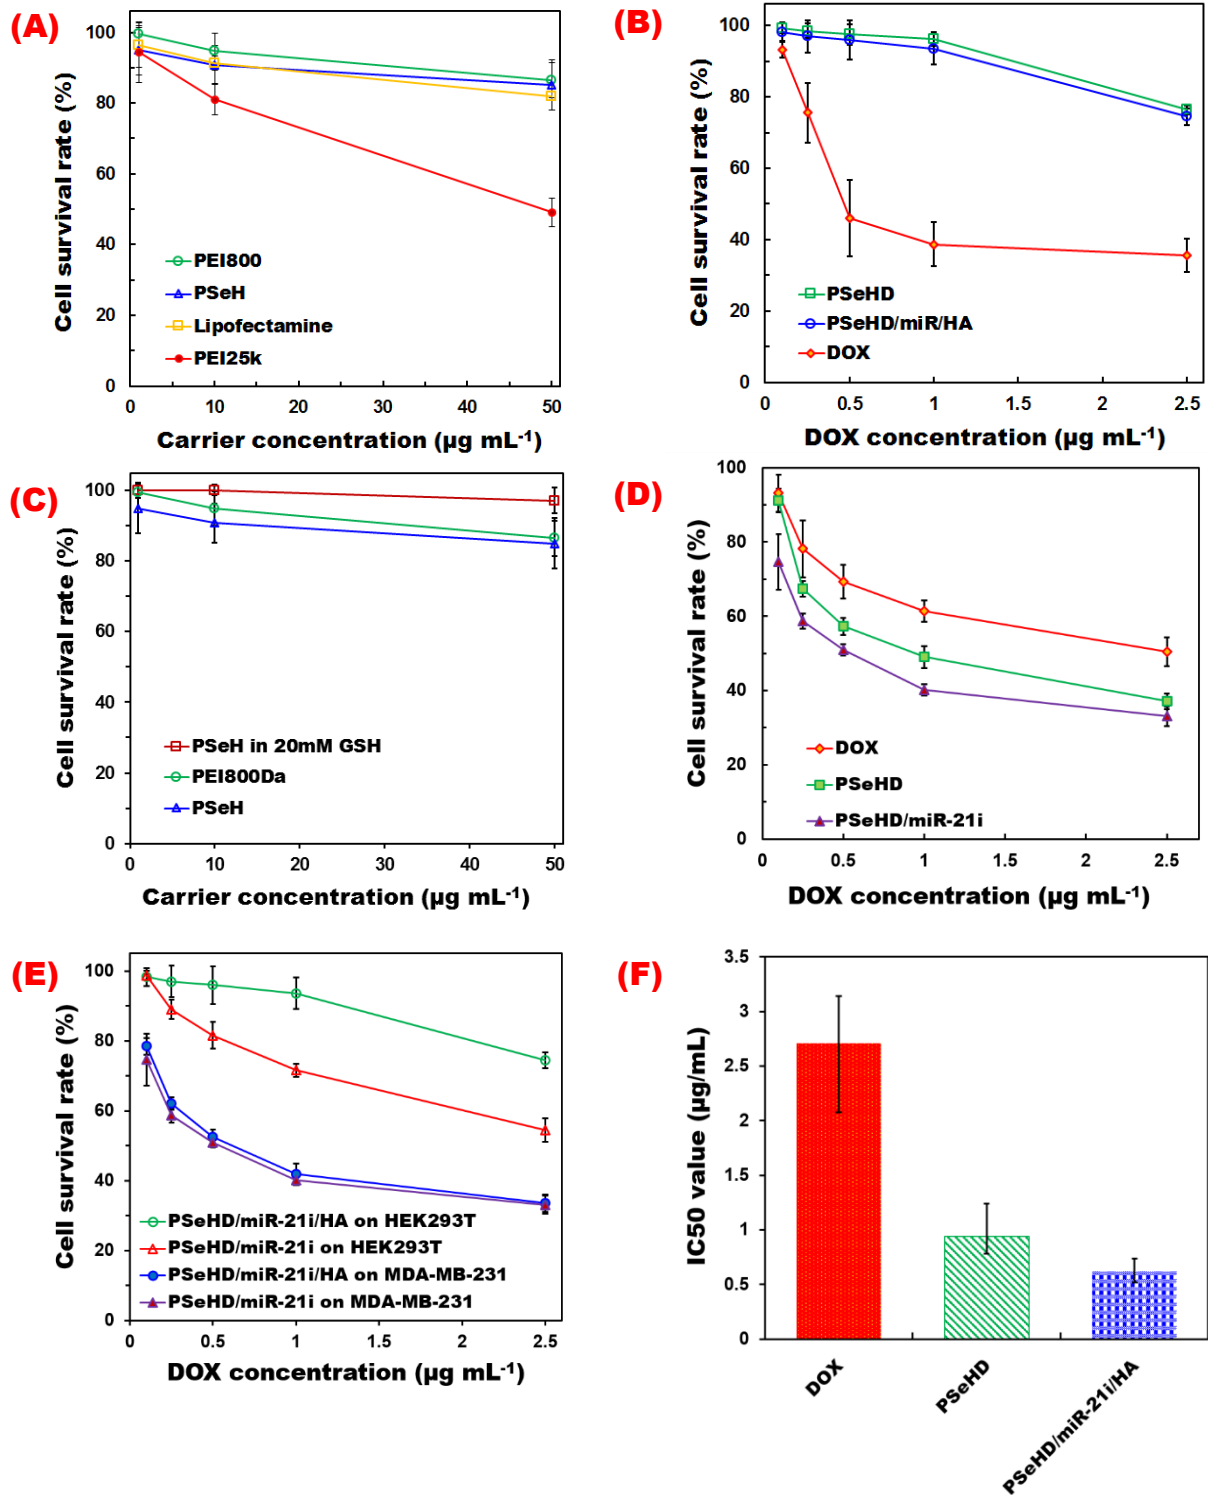 (A)
100
80
60
40
20
0
Cell survival rate (%)
PEI800
PSeH
Lipofectamine
PEI25k
0 10 20 30 40 50
Carrier concentration (µg mL-1)
(B)
100
80
60
40
20
0
Cell survival rate (%)
PSeHD
PSeHD/miR/HA
DOX
0 0.5 1 1.5 2 2.5
DOX concentration (µg mL-1)
(C)
100
80
60
40
20
0
Cell survival rate (%)
PSeH in 20mM GSH
PEI800Da
PSeH
0 10 20 30 40 50
Carrier concentration (µg mL-1)
(D)
100
80
60
40
20
0
Cell survival rate (%)
DOX
PSeHD
PSeHD/miR-21i
0 0.5 1 1.5 2 2.5
DOX concentration (µg mL-1)
(E)
100
80
60
40
20
0
Cell survival rate (%)
PSeHD/miR-21i/HA on HEK293T
PSeHD/miR-21i on HEK293T
PSeHD/miR-21i/HA on MDA-MB-231
PSeHD/miR-21i on MDA-MB-231
0.5 1 1.5 2 2.5
DOX concentration (µg mL-1)
(F)
3.5
3
2.5
2
1.5
1
0.5
0
IC50 value (µg/mL)
DOX
PSeHD
PSeHD/miR-21i/HA